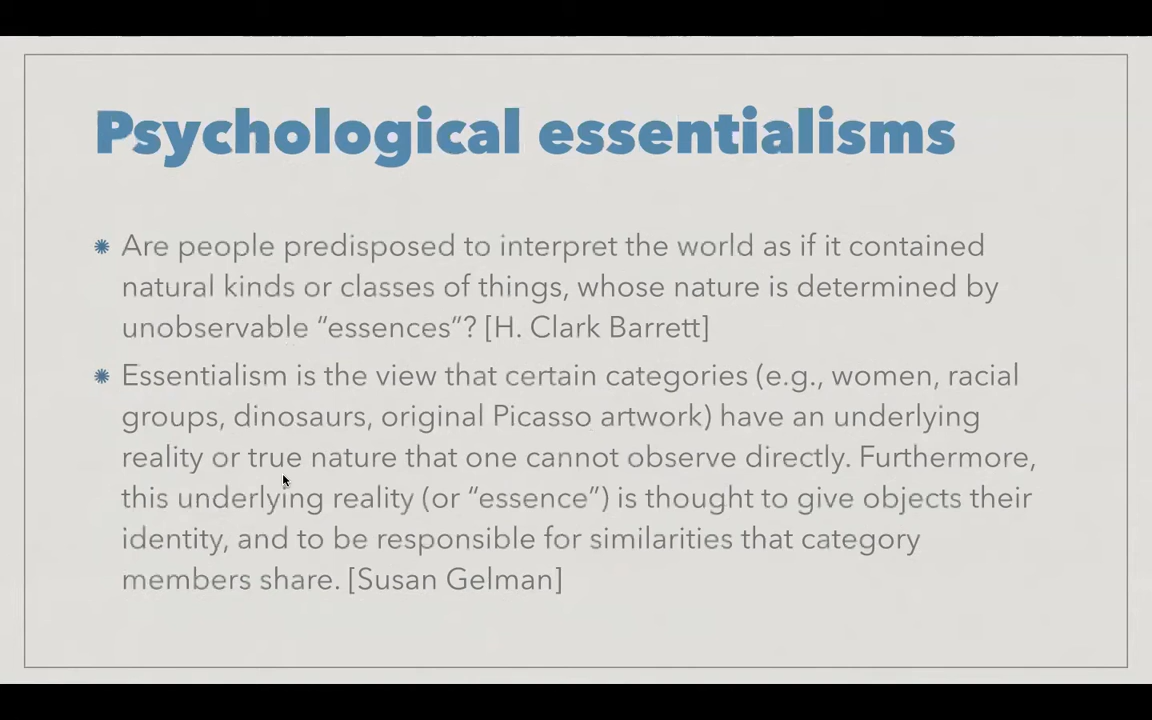 Psychological essentialisms
Are people predisposed to interpret the world as if it contained
natural kinds or classes of things, whose nature is determined by
unobservable “essences”? [H. Clark Barrett]
Essentialism is the view that certain categories (e.g., women, racial
groups, dinosaurs, original Picasso artwork) have an underlying
reality or true nature that one cannot observe directly. Furthermore,
this underlying reality (or “essence”) is thought to give objects their
identity, and to be responsible for similarities that category
members share. [Susan Gelman]